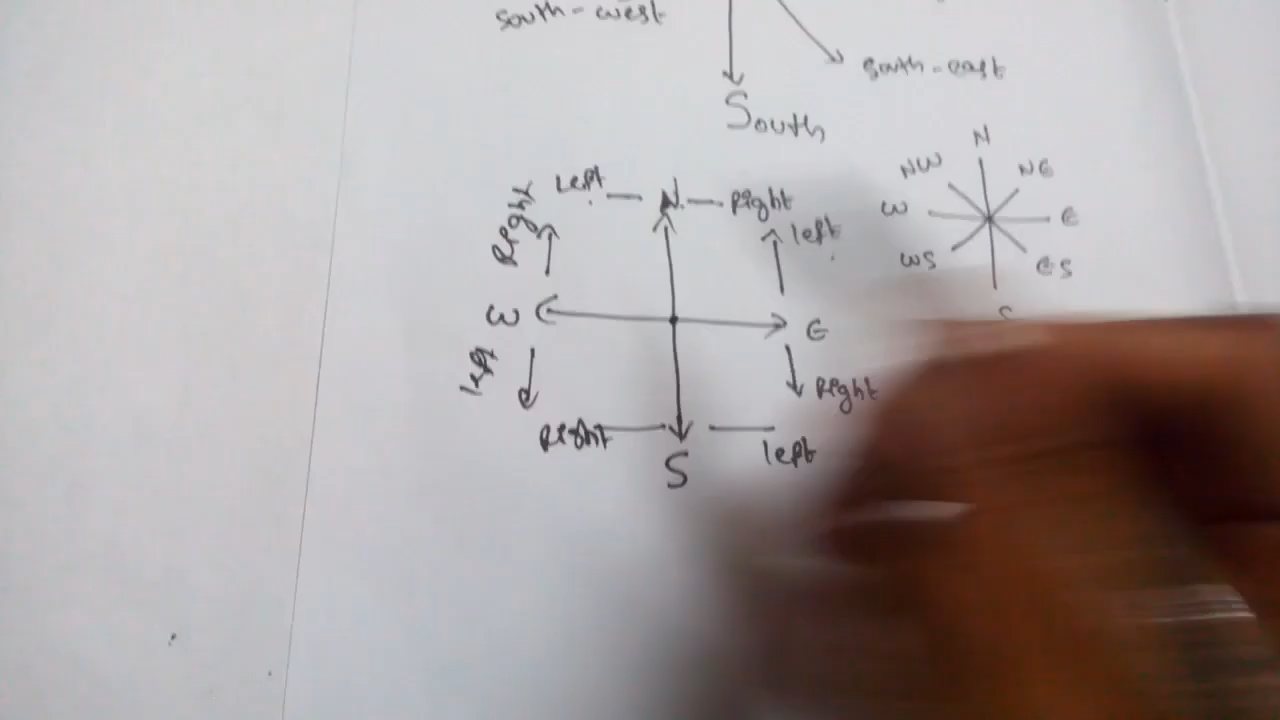 south-west
south-east
South
N
NW NE
W E
WS ES
S
Left N Right
Right left
W E
left Right
Right left
S